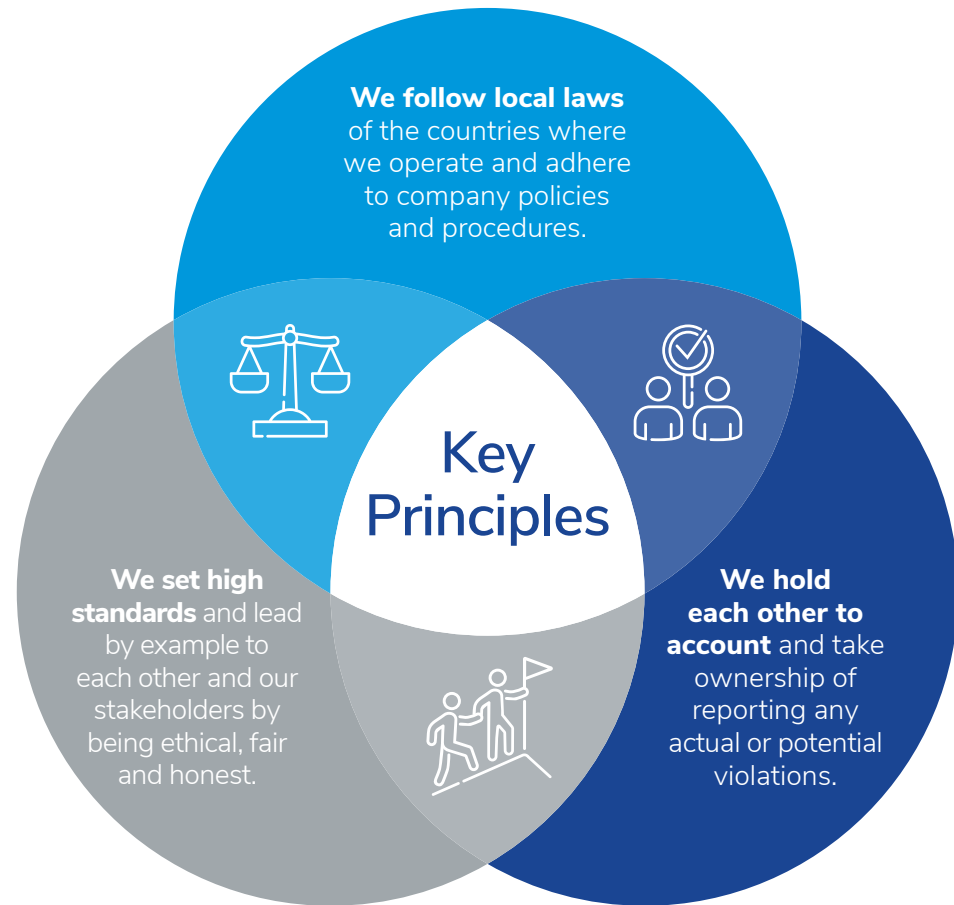 We follow local laws
of the countries where
we operate and adhere
to company policies
and procedures.
Key
Principles
We set high
standards and lead
by example to
each other and our
stakeholders by
being ethical, fair
and honest.
We hold
each other to
account and take
ownership of
reporting any
actual or potential
violations.